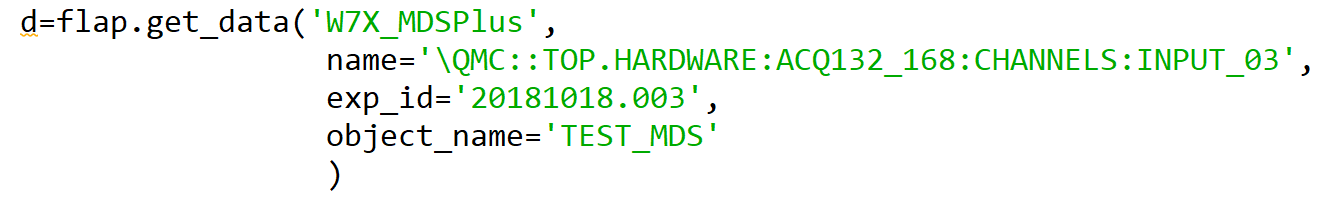 d=flap.get_data('W7X_MDSPlus',
name='\QMC::TOP.HARDWARE:ACQ132_168:CHANNELS:INPUT_03',
exp_id='20181018.003',
object_name='TEST_MDS'
)